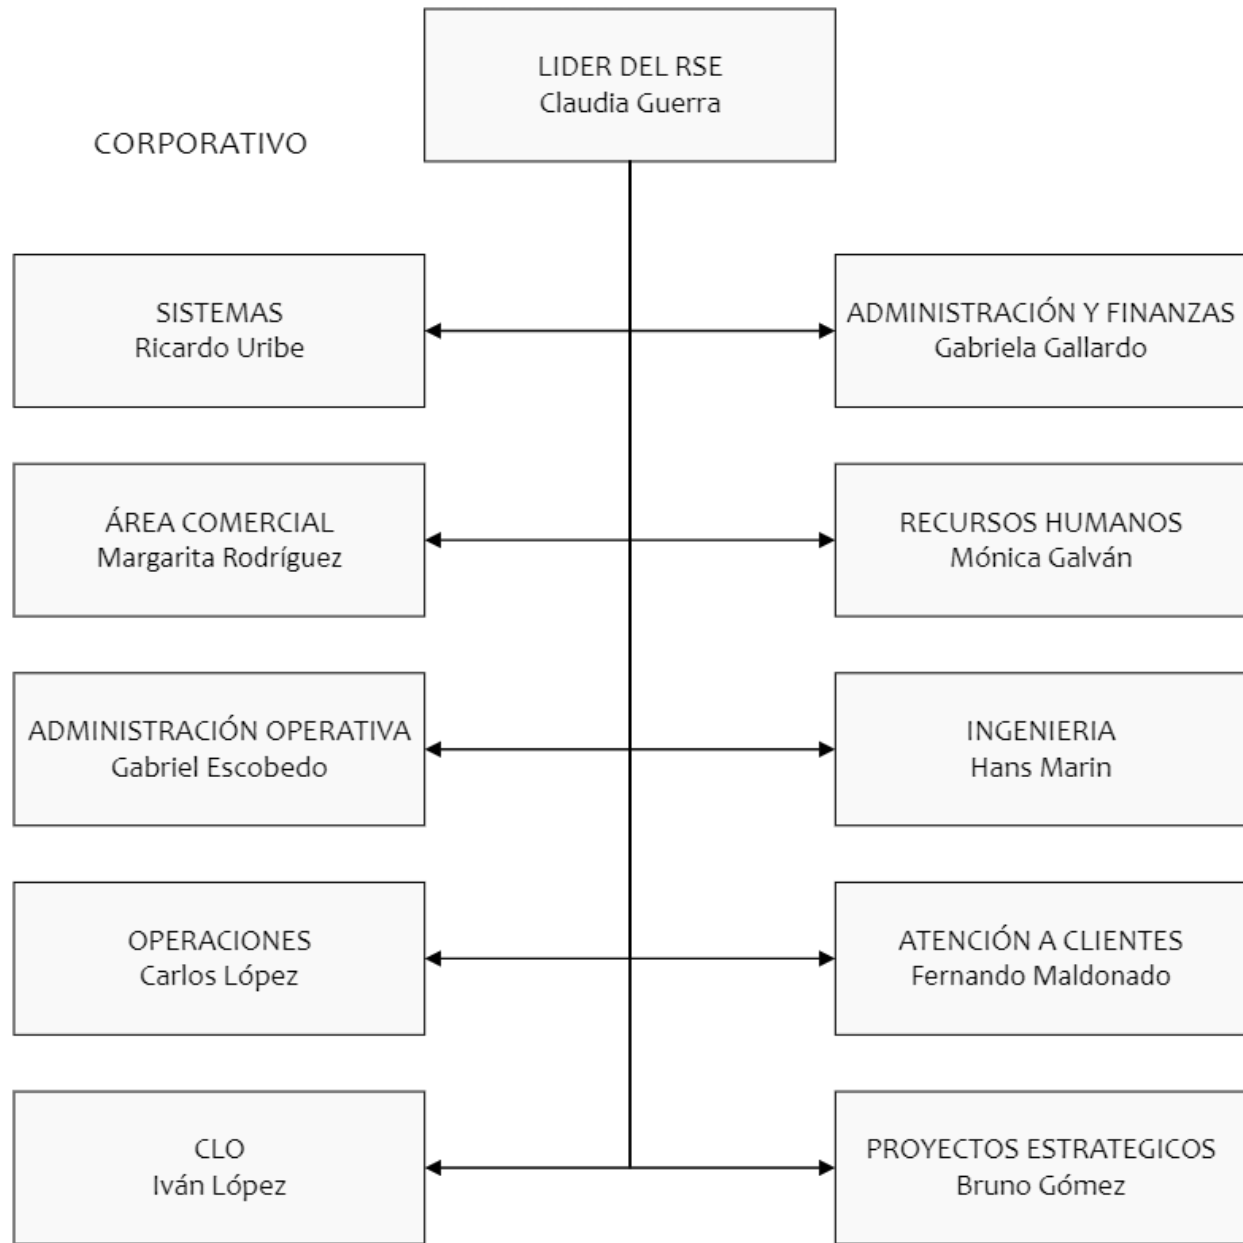 LIDER DEL RSE
Claudia Guerra
CORPORATIVO
SISTEMAS
Ricardo Uribe
ADMINISTRACIÓN Y FINANZAS
Gabriela Gallardo
ÁREA COMERCIAL
Margarita Rodríguez
RECURSOS HUMANOS
Mónica Galván
ADMINISTRACIÓN OPERATIVA
Gabriel Escobedo
INGENIERIA
Hans Marin
OPERACIONES
Carlos López
ATENCIÓN A CLIENTES
Fernando Maldonado
CLO
Iván López
PROYECTOS ESTRATEGICOS
Bruno Gómez